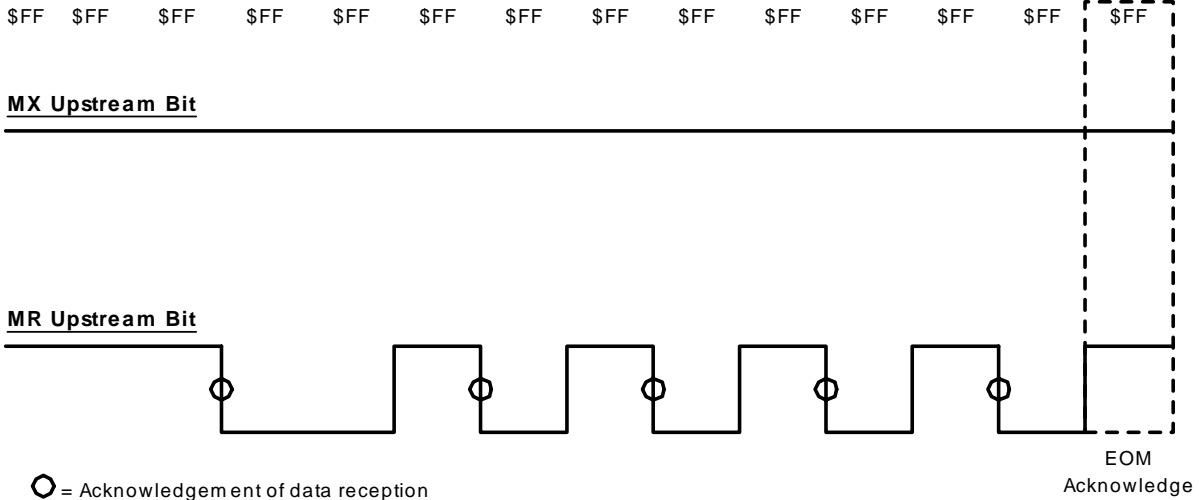 $FF $FF $FF $FF $FF $FF $FF $FF $FF $FF $FF $FF $FF $FF
MX Upstream Bit
MR Upstream Bit
EOM
Acknowledge
= Acknowledgement of data reception